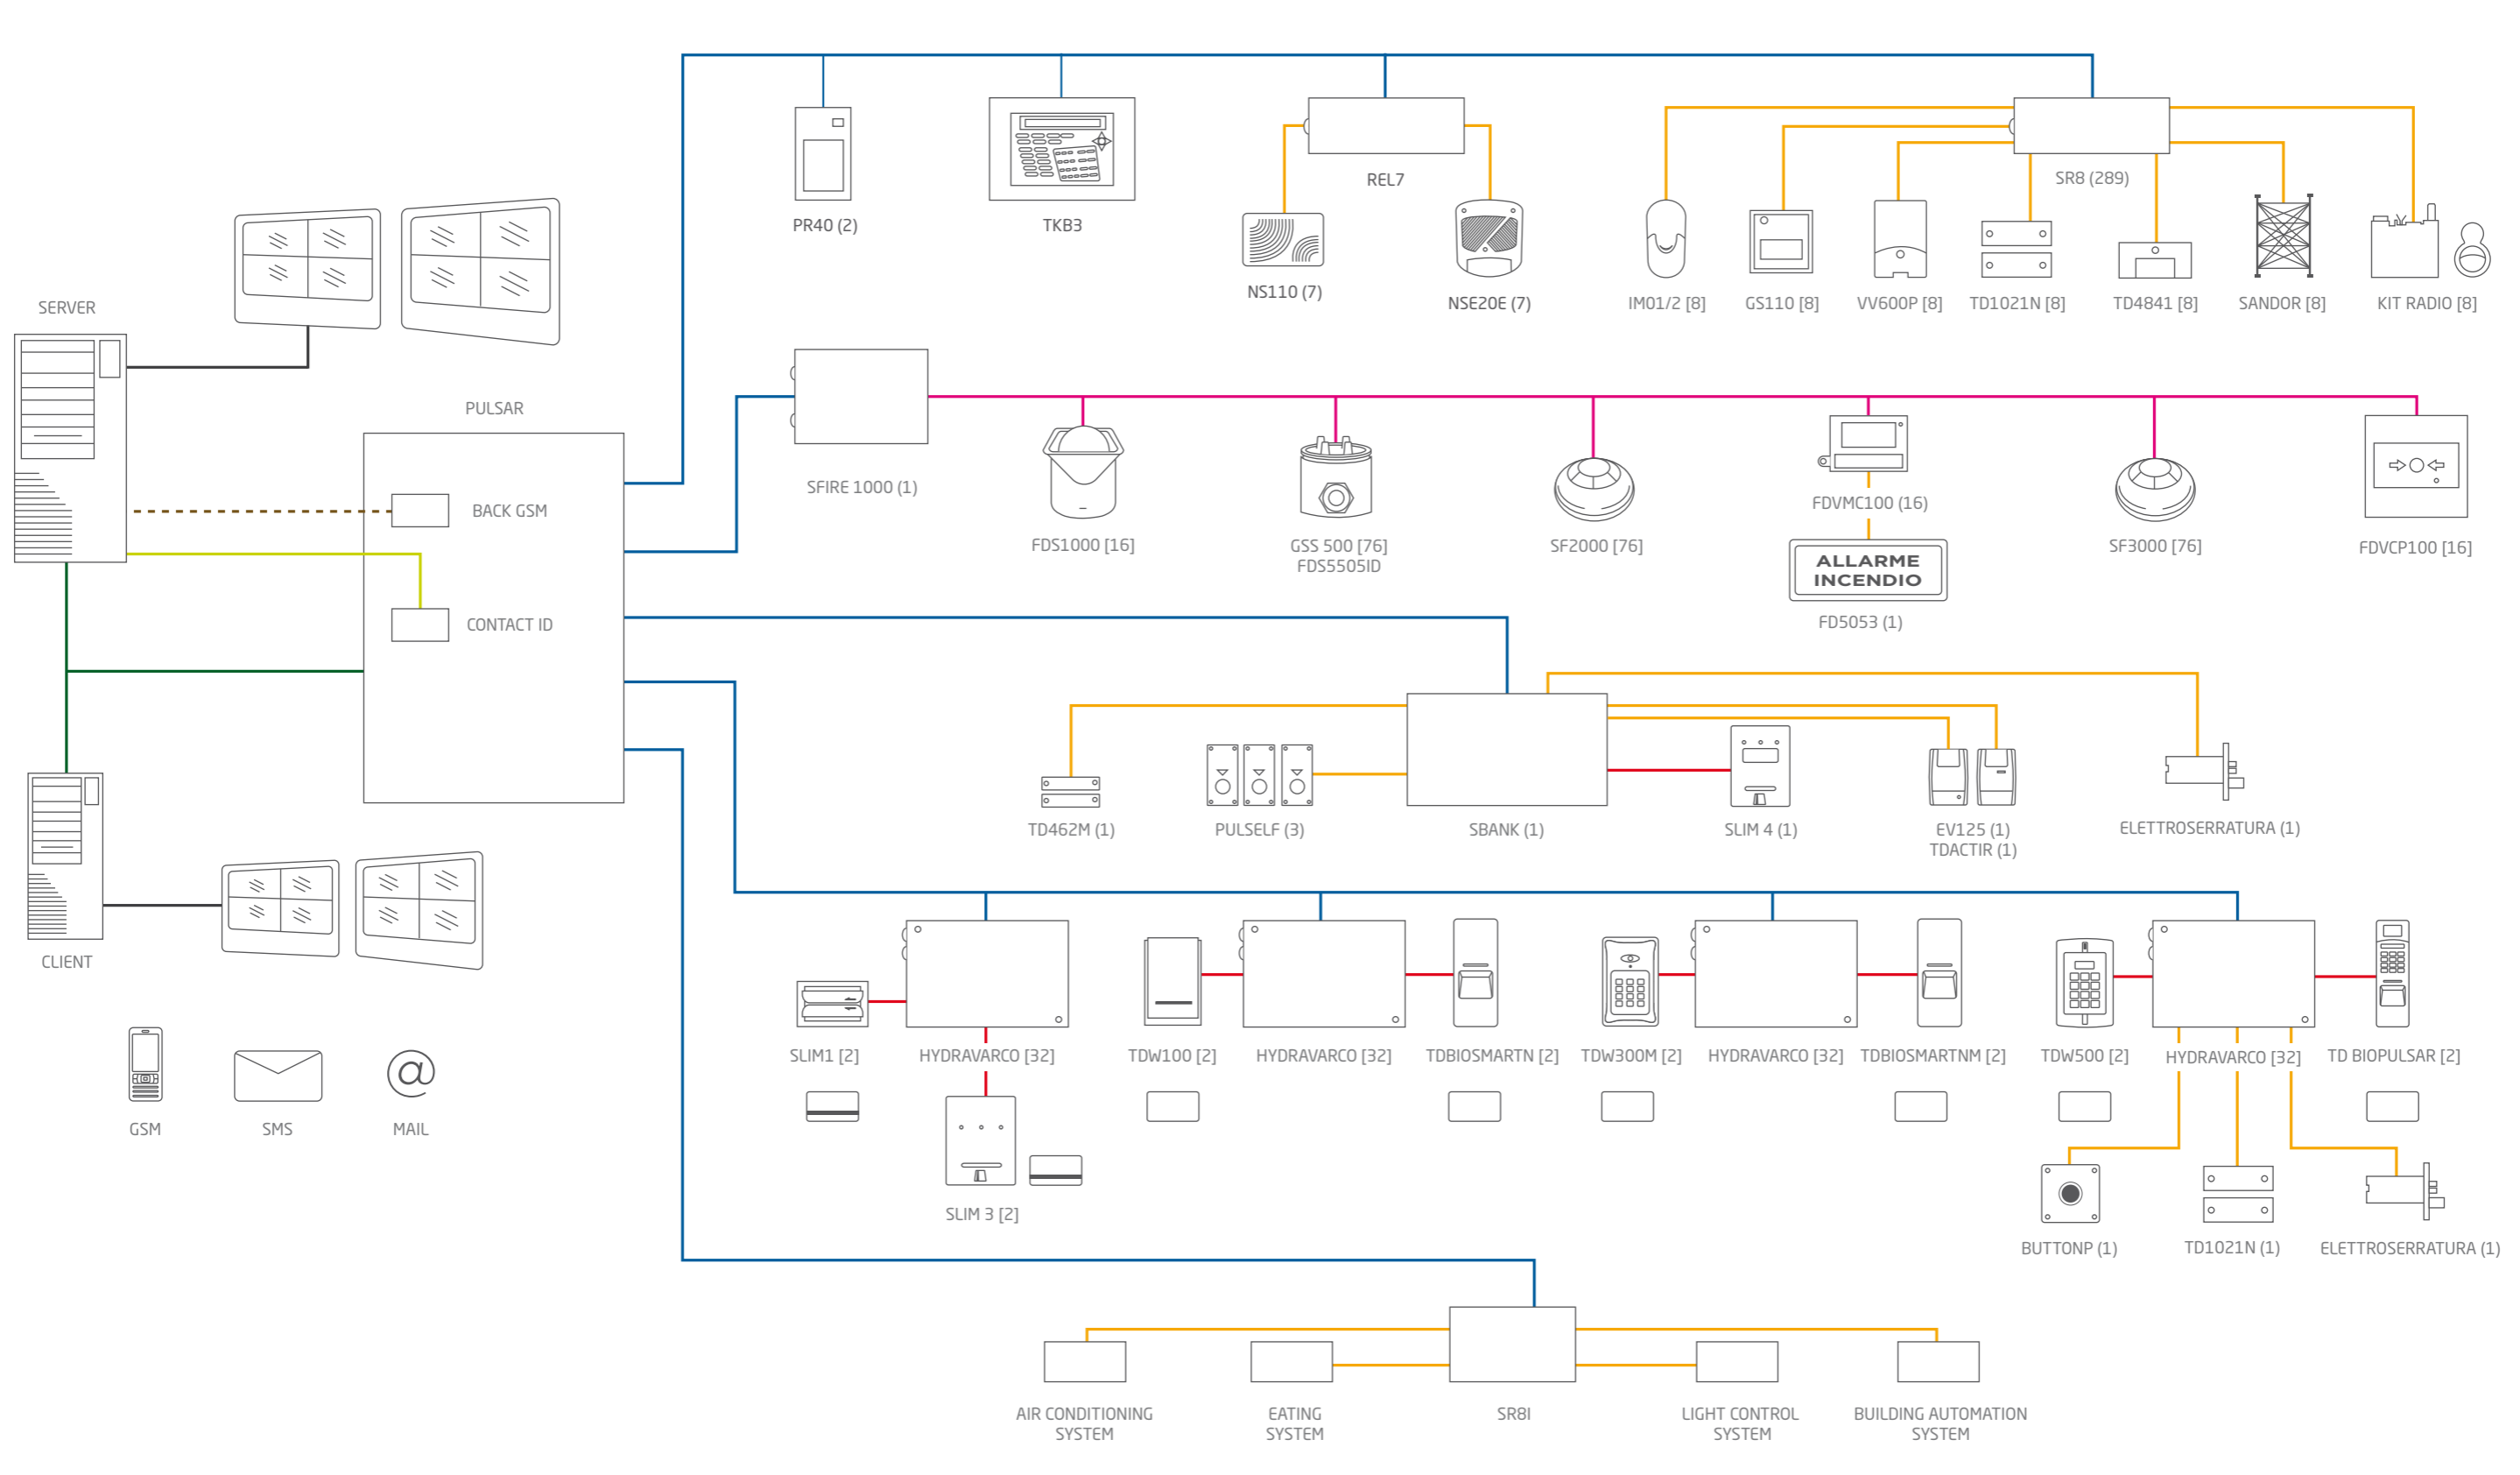 REL7
SR8 (289)
PR40 (2)
TKB3
NS110 (7)
NSE20E (7)
IM01/2 [8]
GS110 [8]
VV600P [8]
TD1021N [8]
TD4841 [8]
SANDOR [8]
KIT RADIO [8]
SERVER
PULSAR
SFIRE 1000 (1)
FDS1000 [16]
GSS 500 [76]
FDS5505ID
SF2000 [76]
FDVMC100 (16)
ALLARME
INCENDIO
FD5053 (1)
SF3000 [76]
FDVCP100 [16]
BACK GSM
CONTACT ID
TD462M (1)
PULSELF (3)
SBANK (1)
SLIM 4 (1)
EV125 (1)
TDACTIR (1)
ELETTROSERRATURA (1)
CLIENT
SLIM1 [2]
HYDRAVARCO [32]
TDW100 [2]
HYDRAVARCO [32]
TDBIOSMARTN [2]
TDW300M [2]
HYDRAVARCO [32]
TDBIOSMARTNM [2]
TDW500 [2]
HYDRAVARCO [32]
TD BIOPULSAR [2]
GSM
SMS
@
MAIL
SLIM 3 [2]
BUTTONP (1)
TD1021N (1)
ELETTROSERRATURA (1)
AIR CONDITIONING
SYSTEM
EATING
SYSTEM
SR8I
LIGHT CONTROL
SYSTEM
BUILDING AUTOMATION
SYSTEM